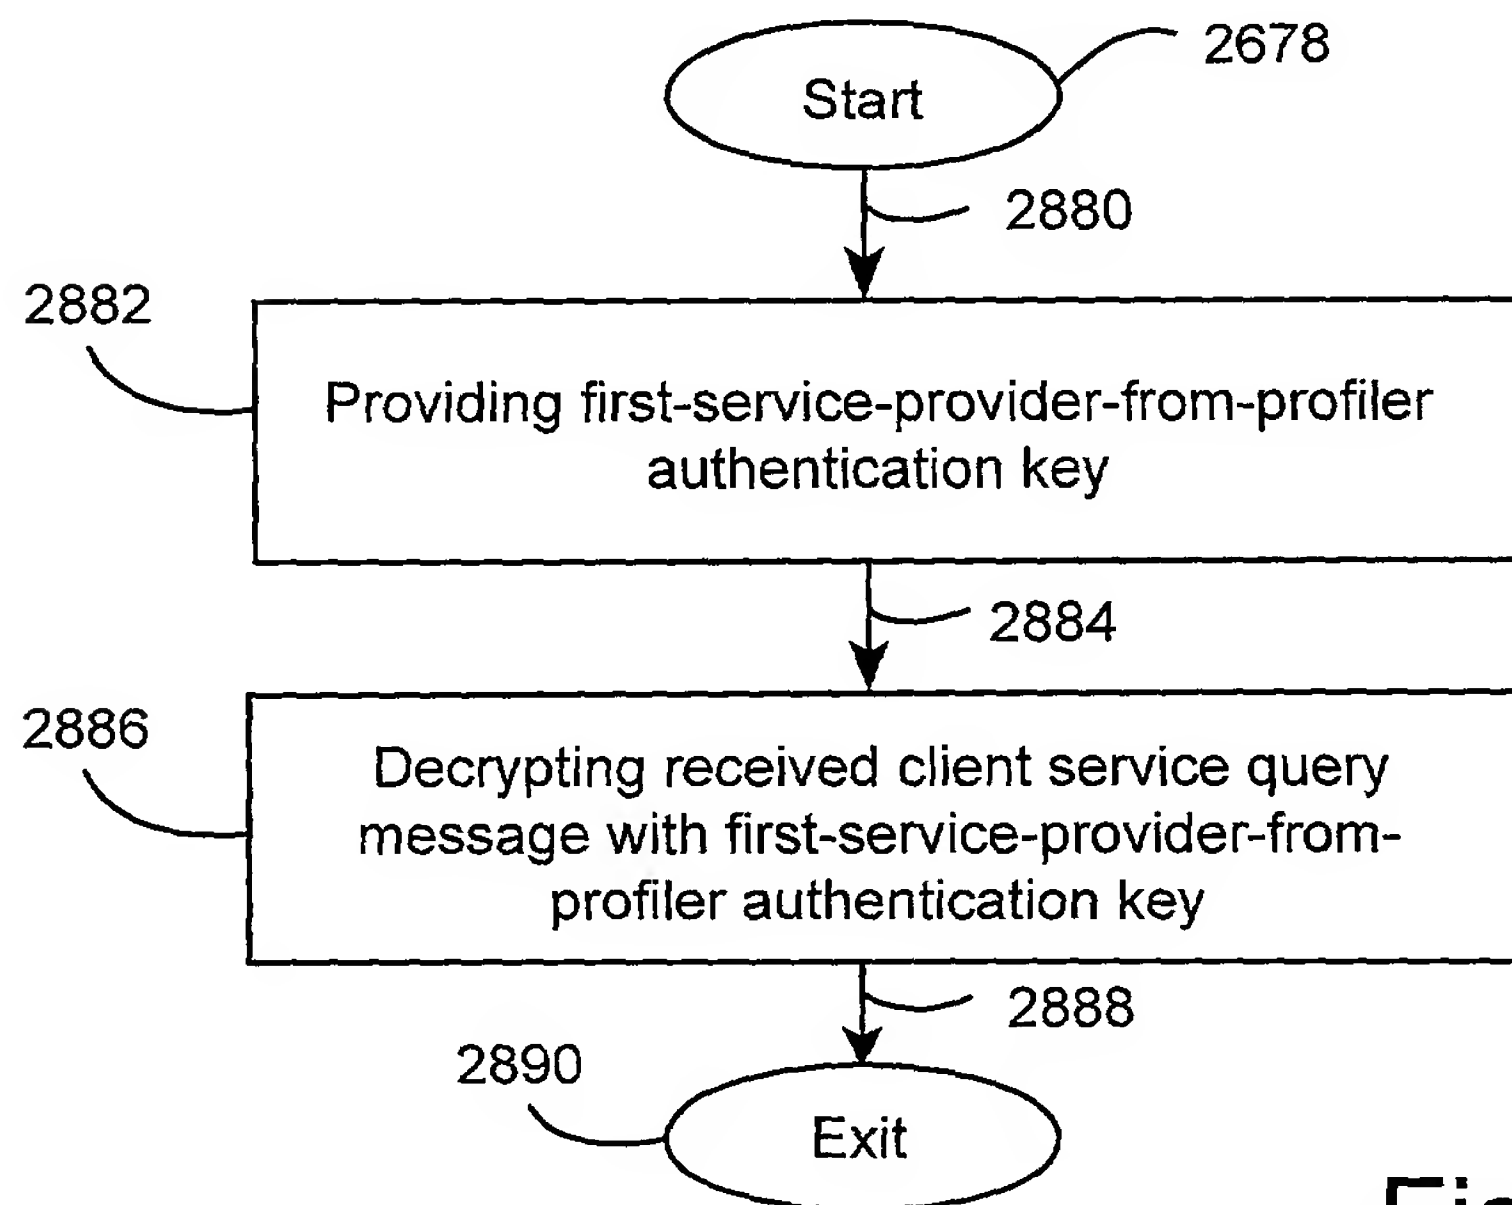 Start
2678
2880
2882
Providing first-service-provider-from-profiler
authentication key
2884
2886
Decrypting received client service query
message with first-service-provider-from-
profiler authentication key
2888
2890
Exit